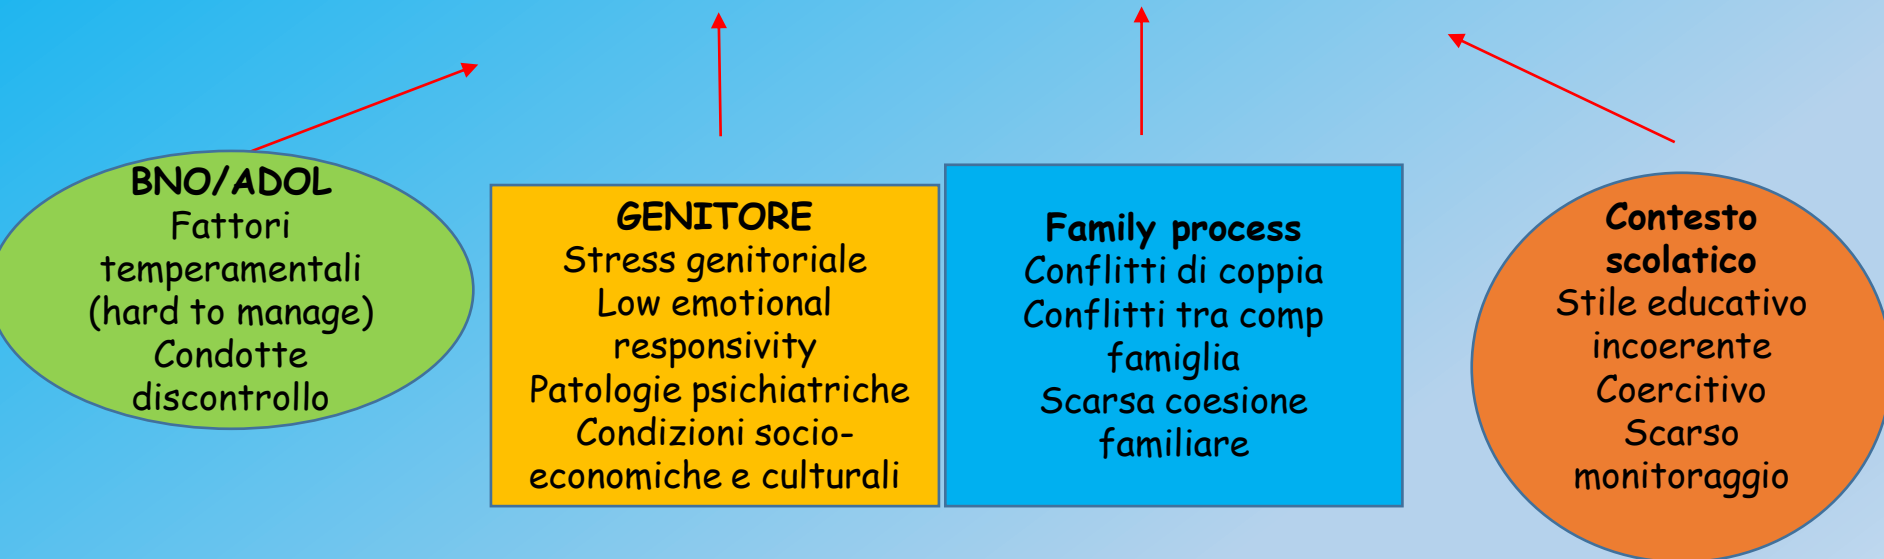 BNO/ADOL
Fattori
temperamentali
(hard to manage)
Condotte
discontrollo
GENITORE
Stress genitoriale
Low emotional
responsivity
Patologie psichiatriche
Condizioni socio-
economiche e culturali
Family process
Conflitti di coppia
Conflitti tra comp
famiglia
Scarsa coesione
familiare
Contesto
scolatico
Stile educativo
incoerente
Coercitivo
Scarso
monitoraggio